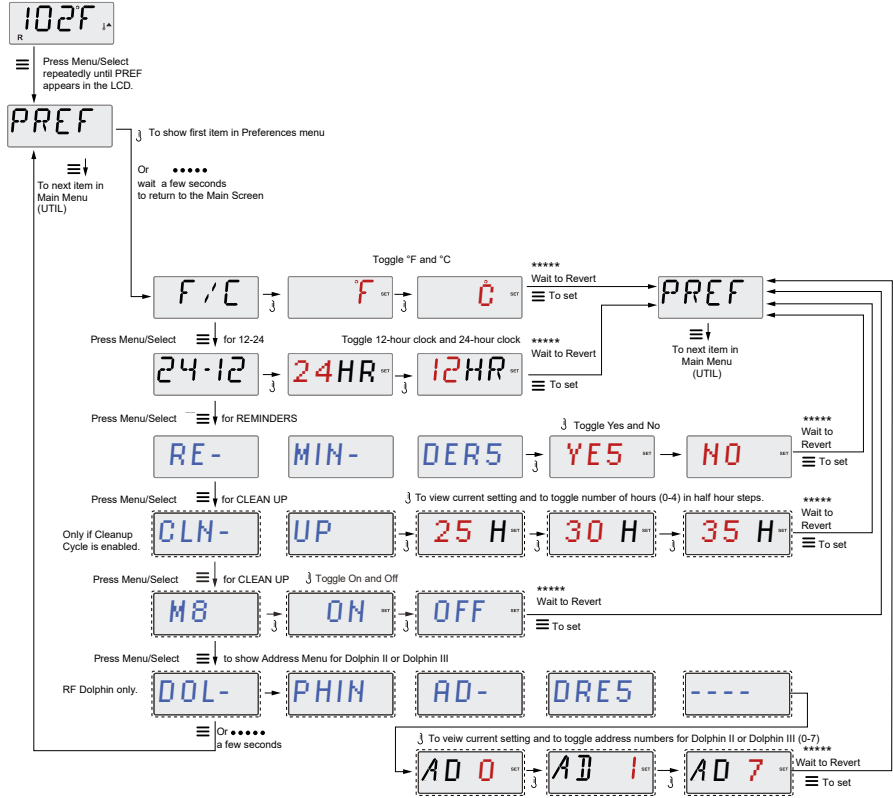 102°F
R
Press Menu/Select
repeatedly until PREF
appears in the LCD.
PREF
To show first item in Preferences menu
To next item in
Main Menu
(UTIL)
Or •••••
wait a few seconds
to return to the Main Screen
Toggle °F and °C
F/C
°F SET
°C SET
*****
Wait to Revert
To set
PREF
To next item in
Main Menu
(UTIL)
Press Menu/Select for 12-24
Toggle 12-hour clock and 24-hour clock
24-12
24HR SET
12HR SET
*****
Wait to Revert
To set
Press Menu/Select for REMINDERS
Toggle Yes and No
RE-
MIN-
DERS
YES SET
NO SET
*****
Wait to
Revert
To set
Press Menu/Select for CLEAN UP
To view current setting and to toggle number of hours (0-4) in half hour steps.
Only if Cleanup
Cycle is enabled.
CLN-
UP
25 H SET
30 H SET
35 H SET
*****
Wait to
Revert
To set
Press Menu/Select for CLEAN UP
Toggle On and Off
M8
ON SET
OFF SET
*****
Wait to Revert
To set
Press Menu/Select to show Address Menu for Dolphin II or Dolphin III
RF Dolphin only.
DOL-
PHIN
AD-
DRES
----
Or •••••
a few seconds
To veiw current setting and to toggle address numbers for Dolphin II or Dolphin III (0-7)
AD 0 SET
AD 1 SET
AD 7 SET
*****
Wait to Revert
To set